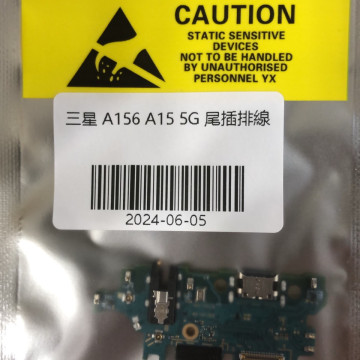 CAUTION
STATIC SENSITIVE
DEVICES
NOT TO BE HANDLED
BY UNAUTHORISED
PERSONNEL YX
三星 A156 A15 5G 尾插排線
2024-06-05